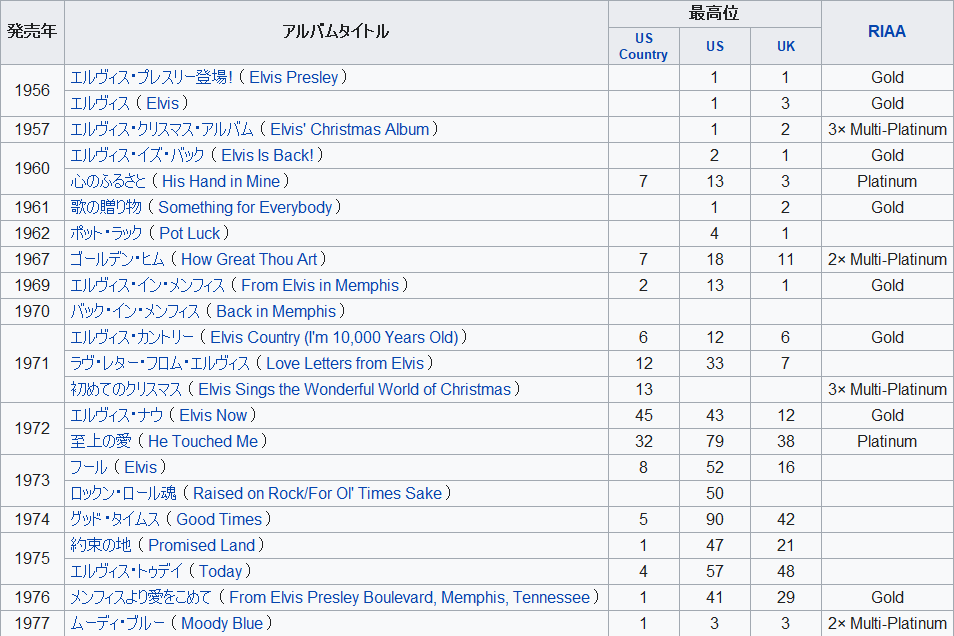 発売年 アルバムタイトル 最高位 RIAA
US Country US UK
1956 エルヴィス・プレスリー登場!（ Elvis Presley ） 1 1 Gold
エルヴィス（ Elvis ） 1 3 Gold
1957 エルヴィス・クリスマス・アルバム（ Elvis' Christmas Album ） 1 2 3× Multi-Platinum
1960 エルヴィス・イズ・バック（ Elvis Is Back! ） 2 1 Gold
心のふるさと（ His Hand in Mine ） 7 13 3 Platinum
1961 歌の贈り物（ Something for Everybody ） 1 2 Gold
1962 ポット・ラック（ Pot Luck ） 4 1
1967 ゴールデン・ヒム（ How Great Thou Art ） 7 18 11 2× Multi-Platinum
1969 エルヴィス・イン・メンフィス（ From Elvis in Memphis ） 2 13 1 Gold
1970 バック・イン・メンフィス（ Back in Memphis ）
1971 エルヴィス・カントリー（ Elvis Country (I'm 10,000 Years Old) ） 6 12 6 Gold
ラヴ・レター・フロム・エルヴィス（ Love Letters from Elvis ） 12 33 7
初めてのクリスマス（ Elvis Sings the Wonderful World of Christmas ） 13 3× Multi-Platinum
1972 エルヴィス・ナウ（ Elvis Now ） 45 43 12 Gold
至上の愛（ He Touched Me ） 32 79 38 Platinum
1973 フール（ Elvis ） 8 52 16
ロックン・ロール魂（ Raised on Rock/For Ol' Times Sake ） 50
1974 グッド・タイムス（ Good Times ） 5 90 42
1975 約束の地（ Promised Land ） 1 47 21
エルヴィス・トゥデイ（ Today ） 4 57 48
1976 メンフィスより愛をこめて（ From Elvis Presley Boulevard, Memphis, Tennessee ） 1 41 29 Gold
1977 ムーディ・ブルー（ Moody Blue ） 1 3 3 2× Multi-Platinum